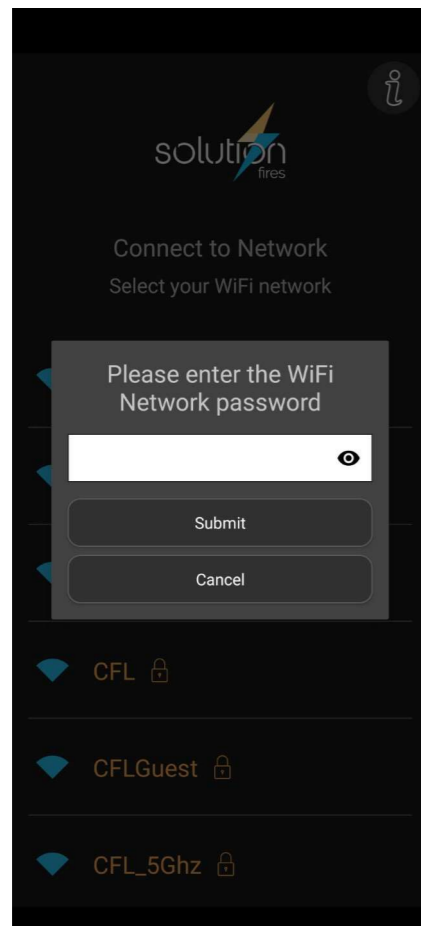 solution
fires
Connect to Network
Select your WiFi network
Please enter the WiFi
Network password
Submit
Cancel
CFL
CFLGuest
CFL_5Ghz